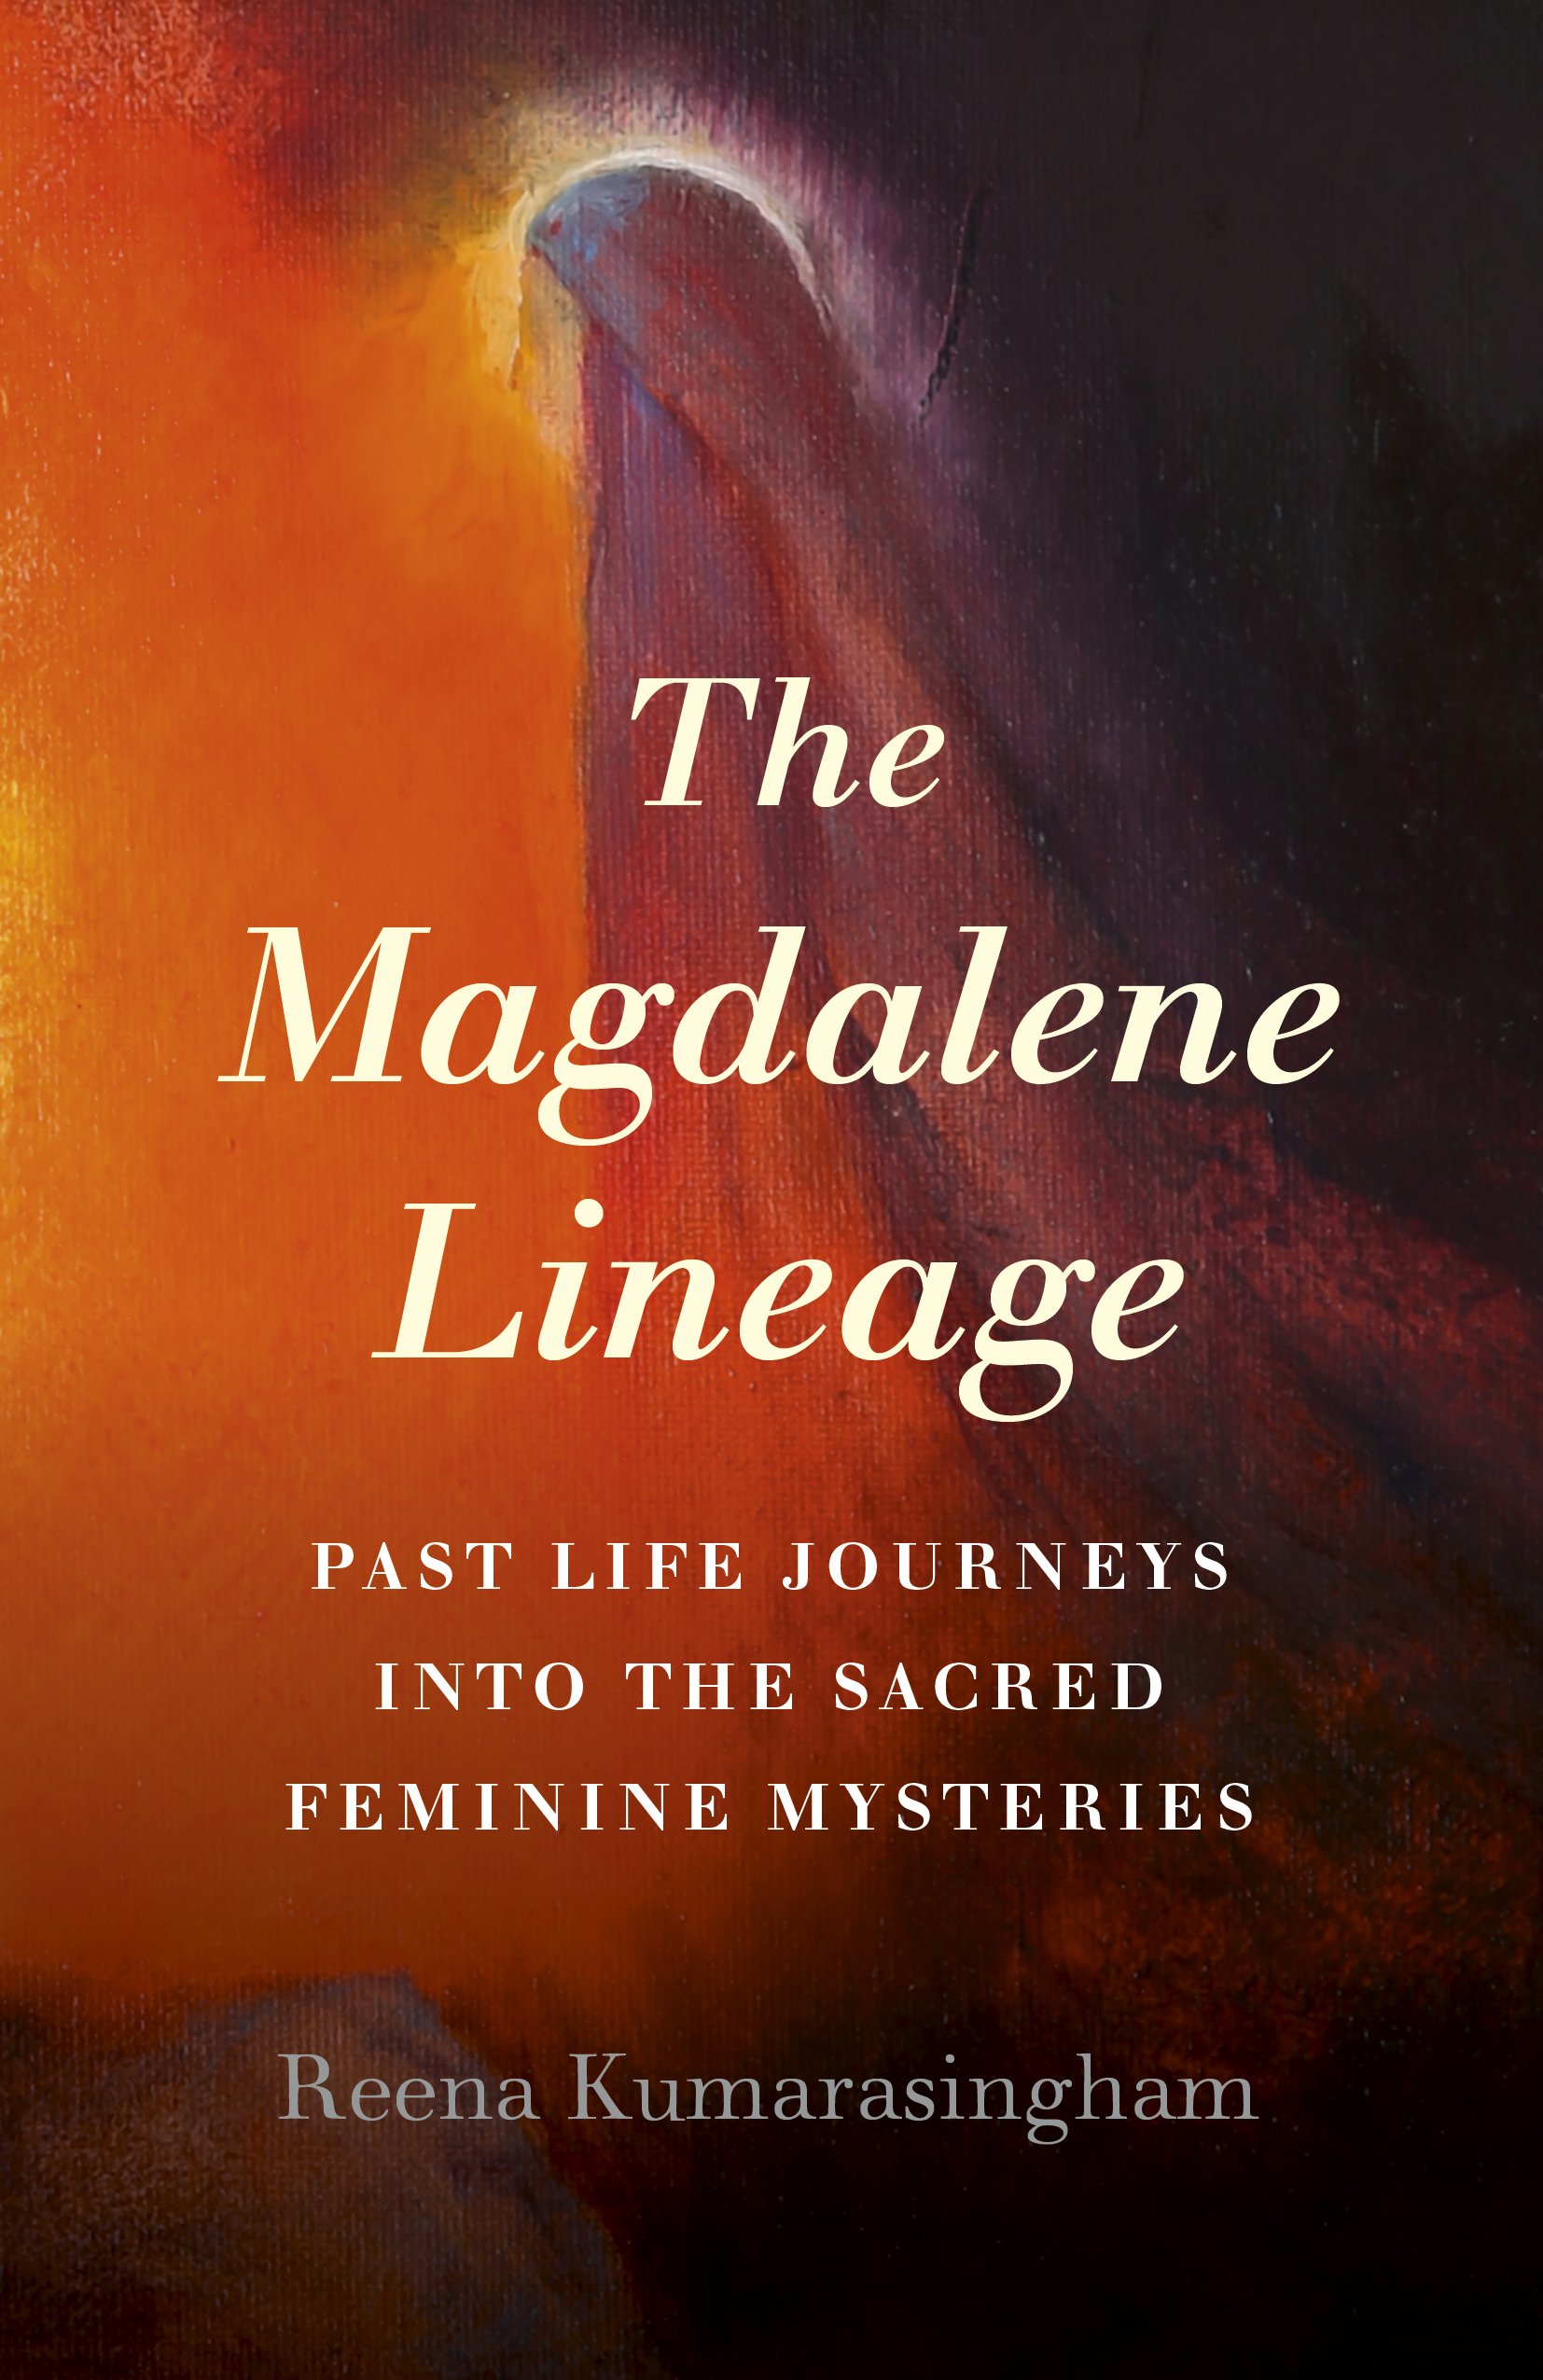 The
Magdalene
Lineage
PAST LIFE JOURNEYS
INTO THE SACRED
FEMININE MYSTERIES
Reena Kumarasingham